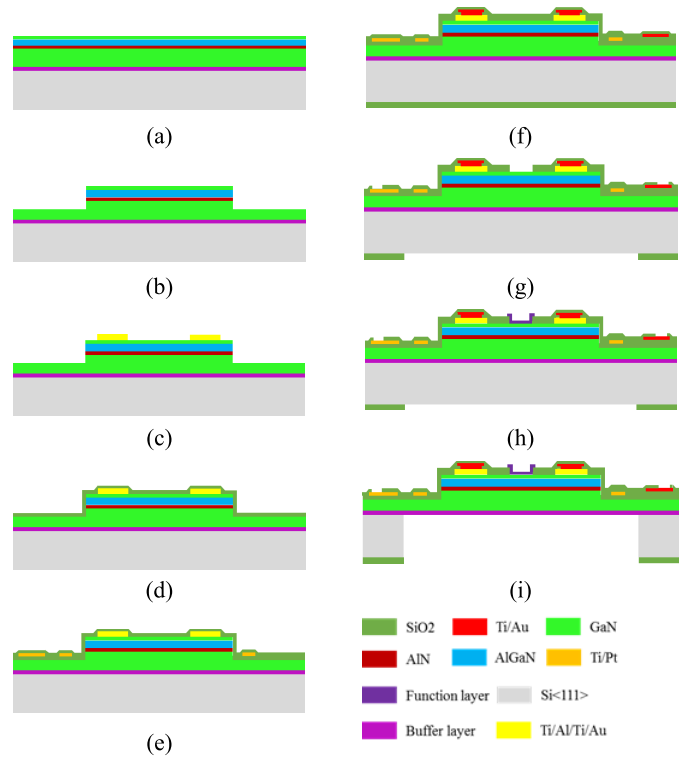 (a)
(b)
(c)
(d)
(e)
(f)
(g)
(h)
(i)
SiO2 Ti/Au GaN
AlN AlGaN Ti/Pt
Function layer Si<111>
Buffer layer Ti/Al/Ti/Au